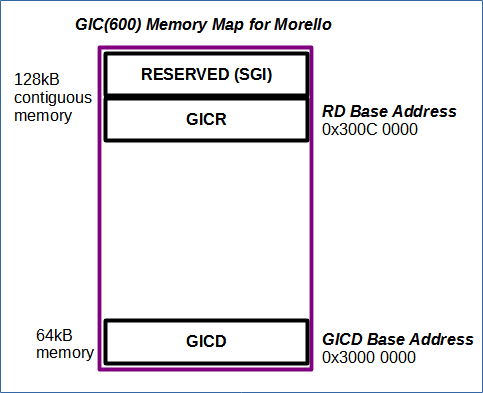 GIC(600) Memory Map for Morello
128kB
contiguous
memory
RESERVED (SGI)
GICR
RD Base Address
0x300C 0000
64kB
memory
GICD
GICD Base Address
0x3000 0000